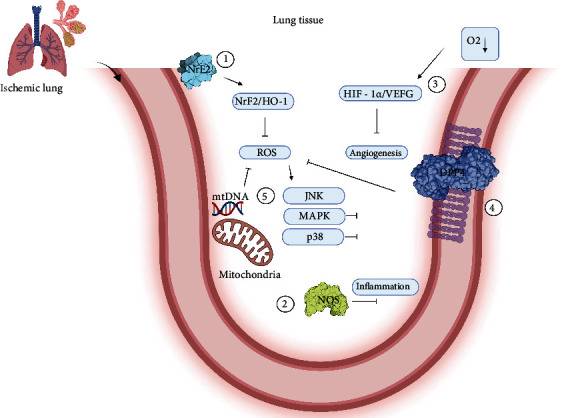 Lung tissue
O2
Ischemic lung
NrF2
1
3
NrF2/HO-1
HIF - 1α/VEFG
ROS
Angiogenesis
DPP4
mtDNA
5
JNK
MAPK
p38
4
Mitochondria
Inflammation
2
NOS